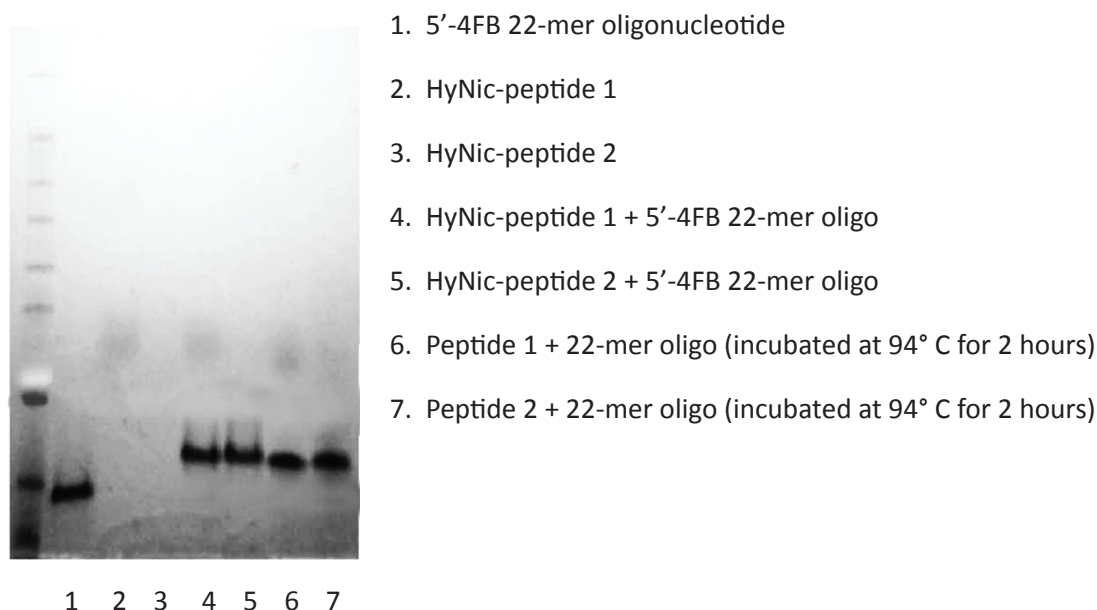 1. 5’-4FB 22-mer oligonucleotide
2. HyNic-peptide 1
3. HyNic-peptide 2
4. HyNic-peptide 1 + 5’-4FB 22-mer oligo
5. HyNic-peptide 2 + 5’-4FB 22-mer oligo
6. Peptide 1 + 22-mer oligo (incubated at 94° C for 2 hours)
7. Peptide 2 + 22-mer oligo (incubated at 94° C for 2 hours)
1 2 3 4 5 6 7